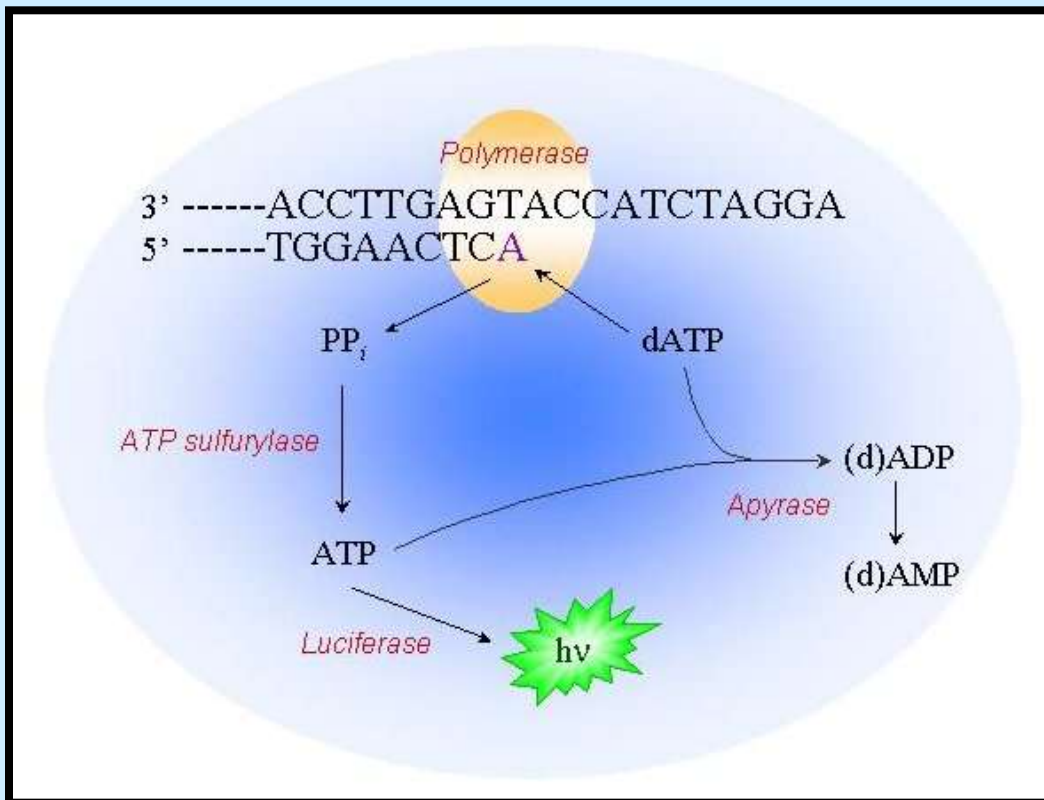 Polymerase
3' ------ACCTTGAGTACCATCTAGGA
5' ------TGGAACTCA
PPi
dATP
ATP sulfurylase
(d)ADP
Apyrase
ATP
(d)AMP
Luciferase
hν